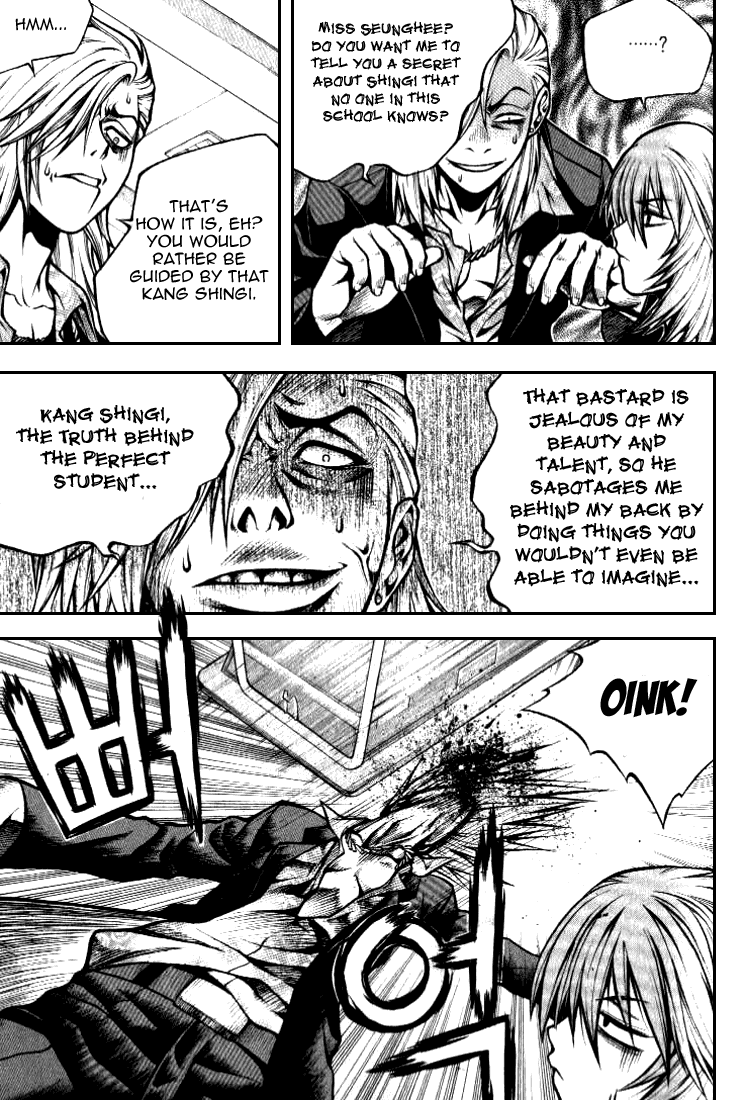 HMM...
THAT'S
HOW IT IS, EH?
YOU WOULD
RATHER BE
GUIDED BY THAT
KANG SHINGI.
MISS SEUNGHEE?
DO YOU WANT ME TO
TELL YOU A SECRET
ABOUT SHINGI THAT
NO ONE IN THIS
SCHOOL KNOWS?
......?
KANG SHINGI,
THE TRUTH BEHIND
THE PERFECT
STUDENT...
THAT BASTARD IS
JEALOUS OF MY
BEAUTY AND
TALENT, SO HE
SABOTAGES ME
BEHIND MY BACK BY
DOING THINGS YOU
WOULDN'T EVEN BE
ABLE TO IMAGINE...
뻐
억
OINK!